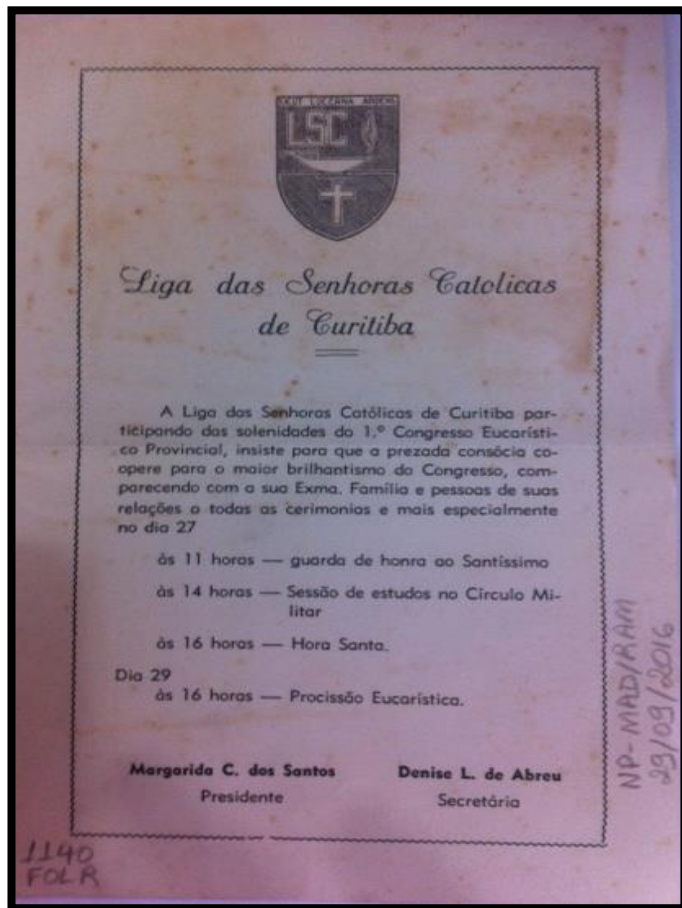 SICUT LUCERNA ARDENS
LSC
Liga das Senhoras Catolicas
de Curitiba
A Liga das Senhoras Católicas de Curitiba par-
ticipando das solenidades do 1.º Congresso Eucarísti-
co Provincial, insiste para que a prezada consócia co-
opere para o maior brilhantismo do Congresso, com-
parecendo com a sua Exma. Família e pessoas de suas
relações a todas as cerimonias e mais especialmente
no dia 27
às 11 horas — guarda de honra ao Santíssimo
às 14 horas — Sessão de estudos no Círculo Mi-
litar
às 16 horas — Hora Santa.
Dia 29
às 16 horas — Procissão Eucarística.
Margarida C. dos Santos
Presidente
Denise L. de Abreu
Secretária
1140
FOL R
NP-MAD/RAM
29/09/2016